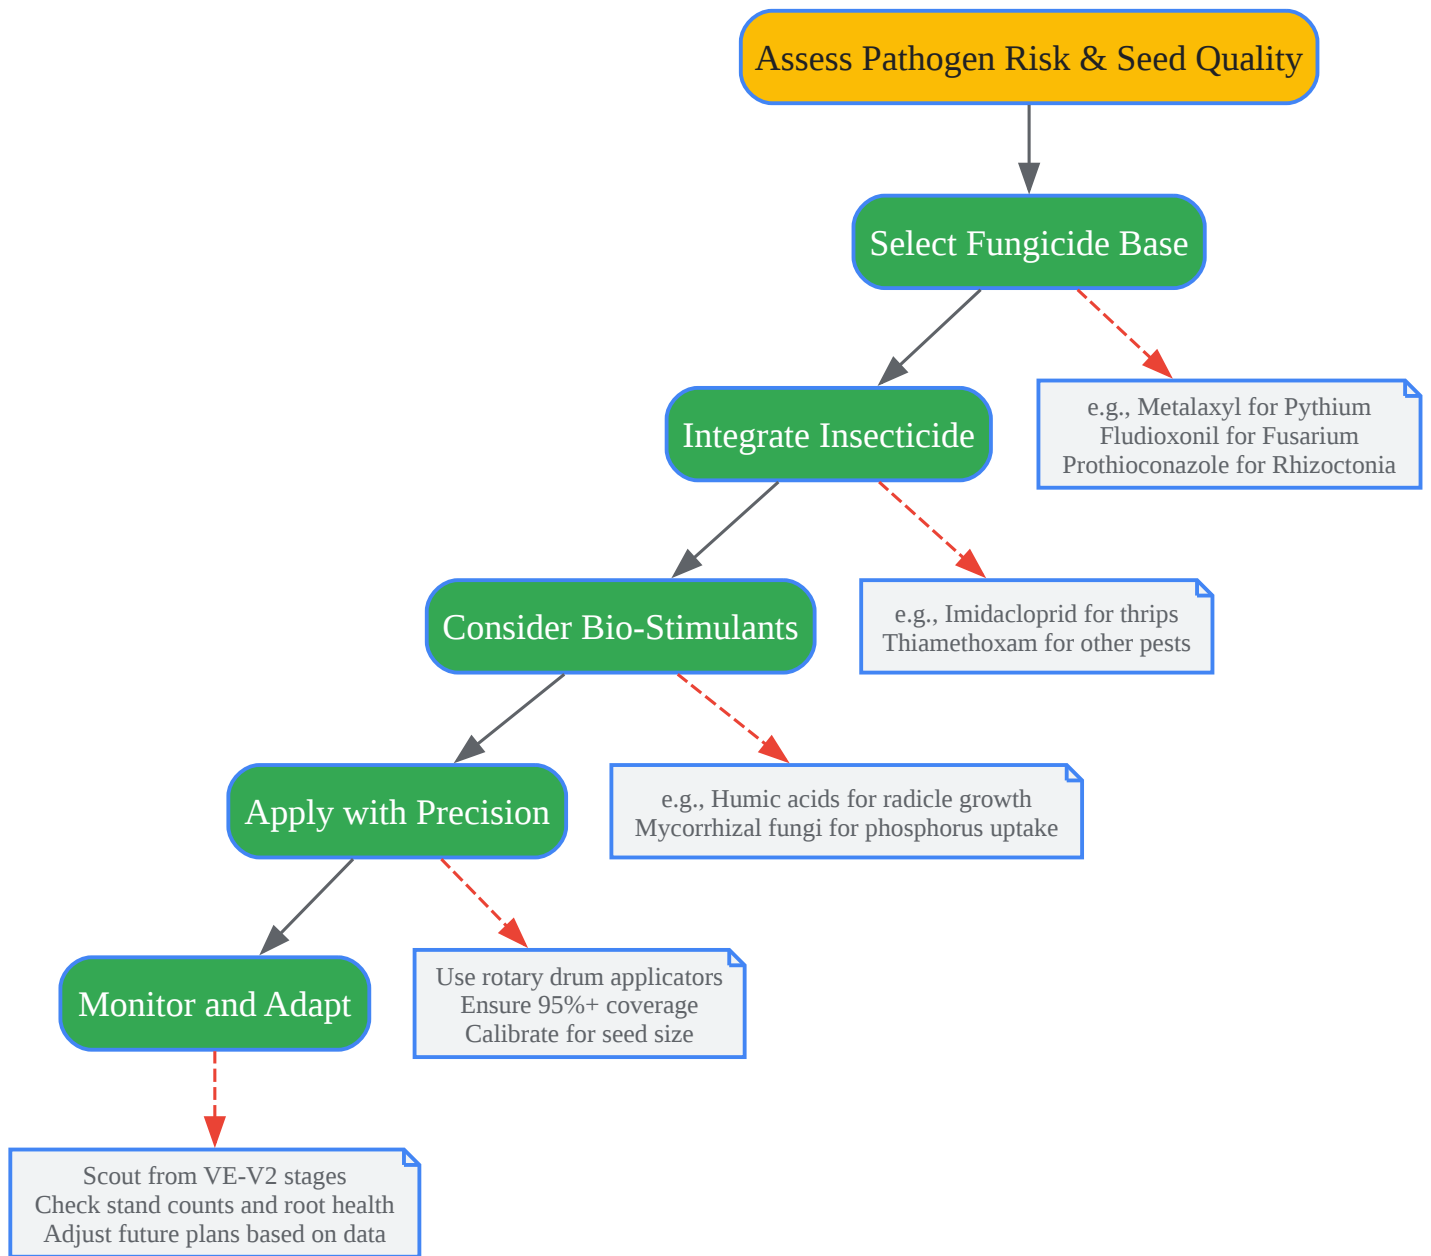 Assess Pathogen Risk & Seed Quality
Select Fungicide Base
e.g., Metalaxyl for Pythium
Fludioxonil for Fusarium
Prothioconazole for Rhizoctonia
Integrate Insecticide
e.g., Imidacloprid for thrips
Thiamethoxam for other pests
Consider Bio-Stimulants
e.g., Humic acids for radicle growth
Mycorrhizal fungi for phosphorus uptake
Apply with Precision
Use rotary drum applicators
Ensure 95%+ coverage
Calibrate for seed size
Monitor and Adapt
Scout from VE-V2 stages
Check stand counts and root health
Adjust future plans based on data